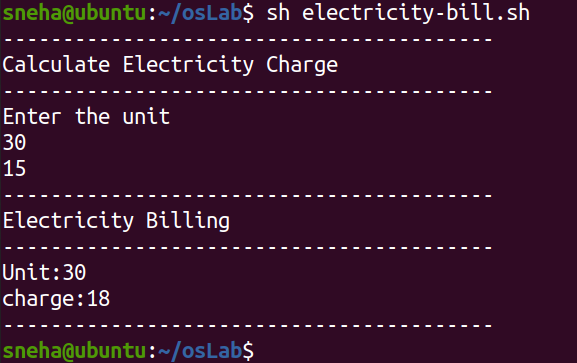 sneha@ubuntu:~/osLab$ sh electricity-bill.sh
-----------------------------------------
Calculate Electricity Charge
-----------------------------------------
Enter the unit
30
15
-----------------------------------------
Electricity Billing
-----------------------------------------
Unit:30
charge:18
-----------------------------------------
sneha@ubuntu:~/osLab$